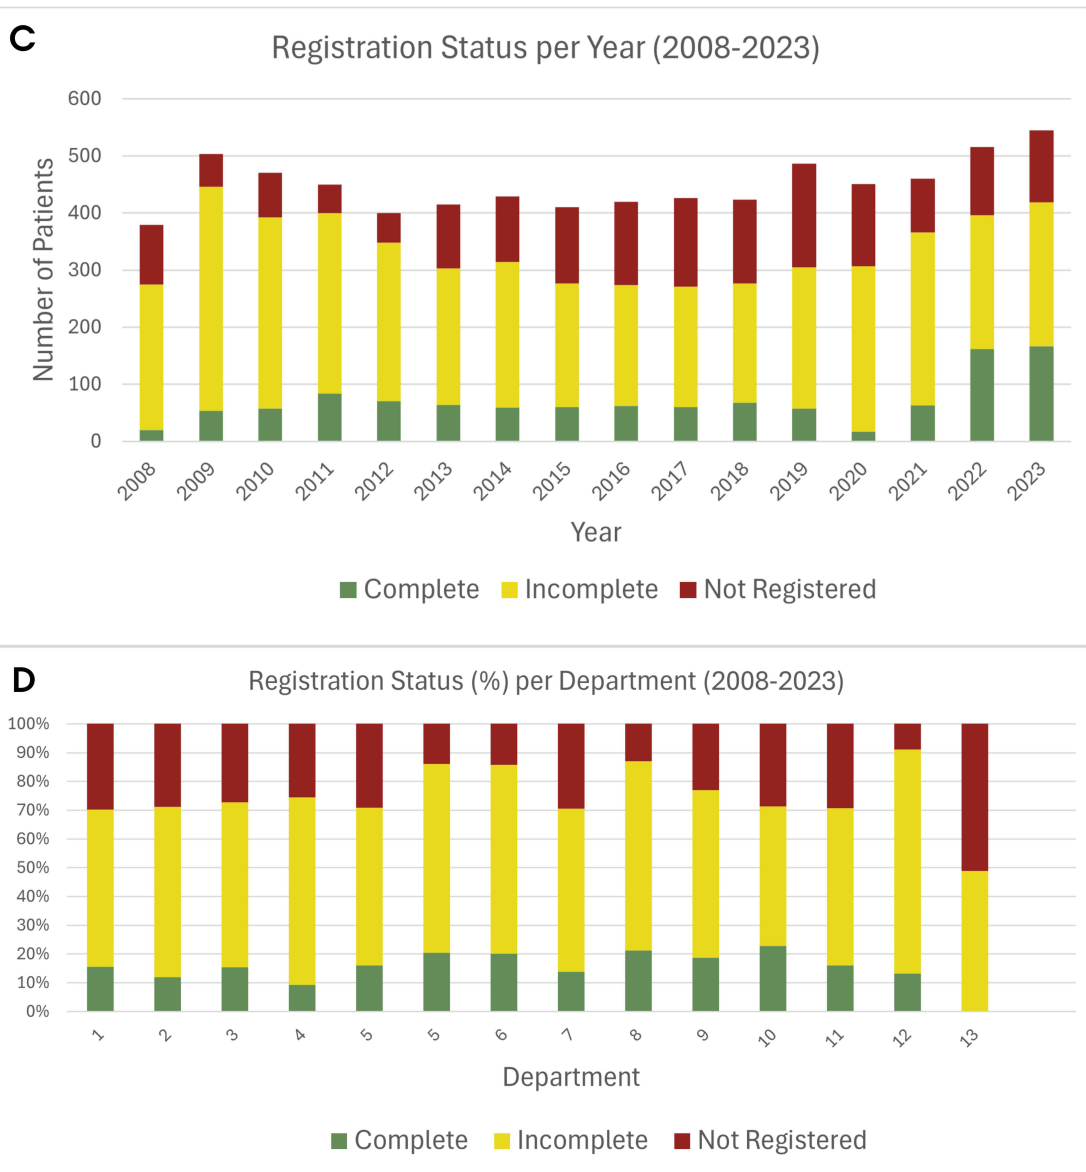 C
Registration Status per Year (2008-2023)
600
500
400
300
200
100
0
Number of Patients
2008 2009 2010 2011 2012 2013 2014 2015 2016 2017 2018 2019 2020 2021 2022 2023
Year
Complete Incomplete Not Registered
D
Registration Status (%) per Department (2008-2023)
100%
90%
80%
70%
60%
50%
40%
30%
20%
10%
0%
1 2 3 4 5 5 6 7 8 9 10 11 12 13
Department
Complete Incomplete Not Registered